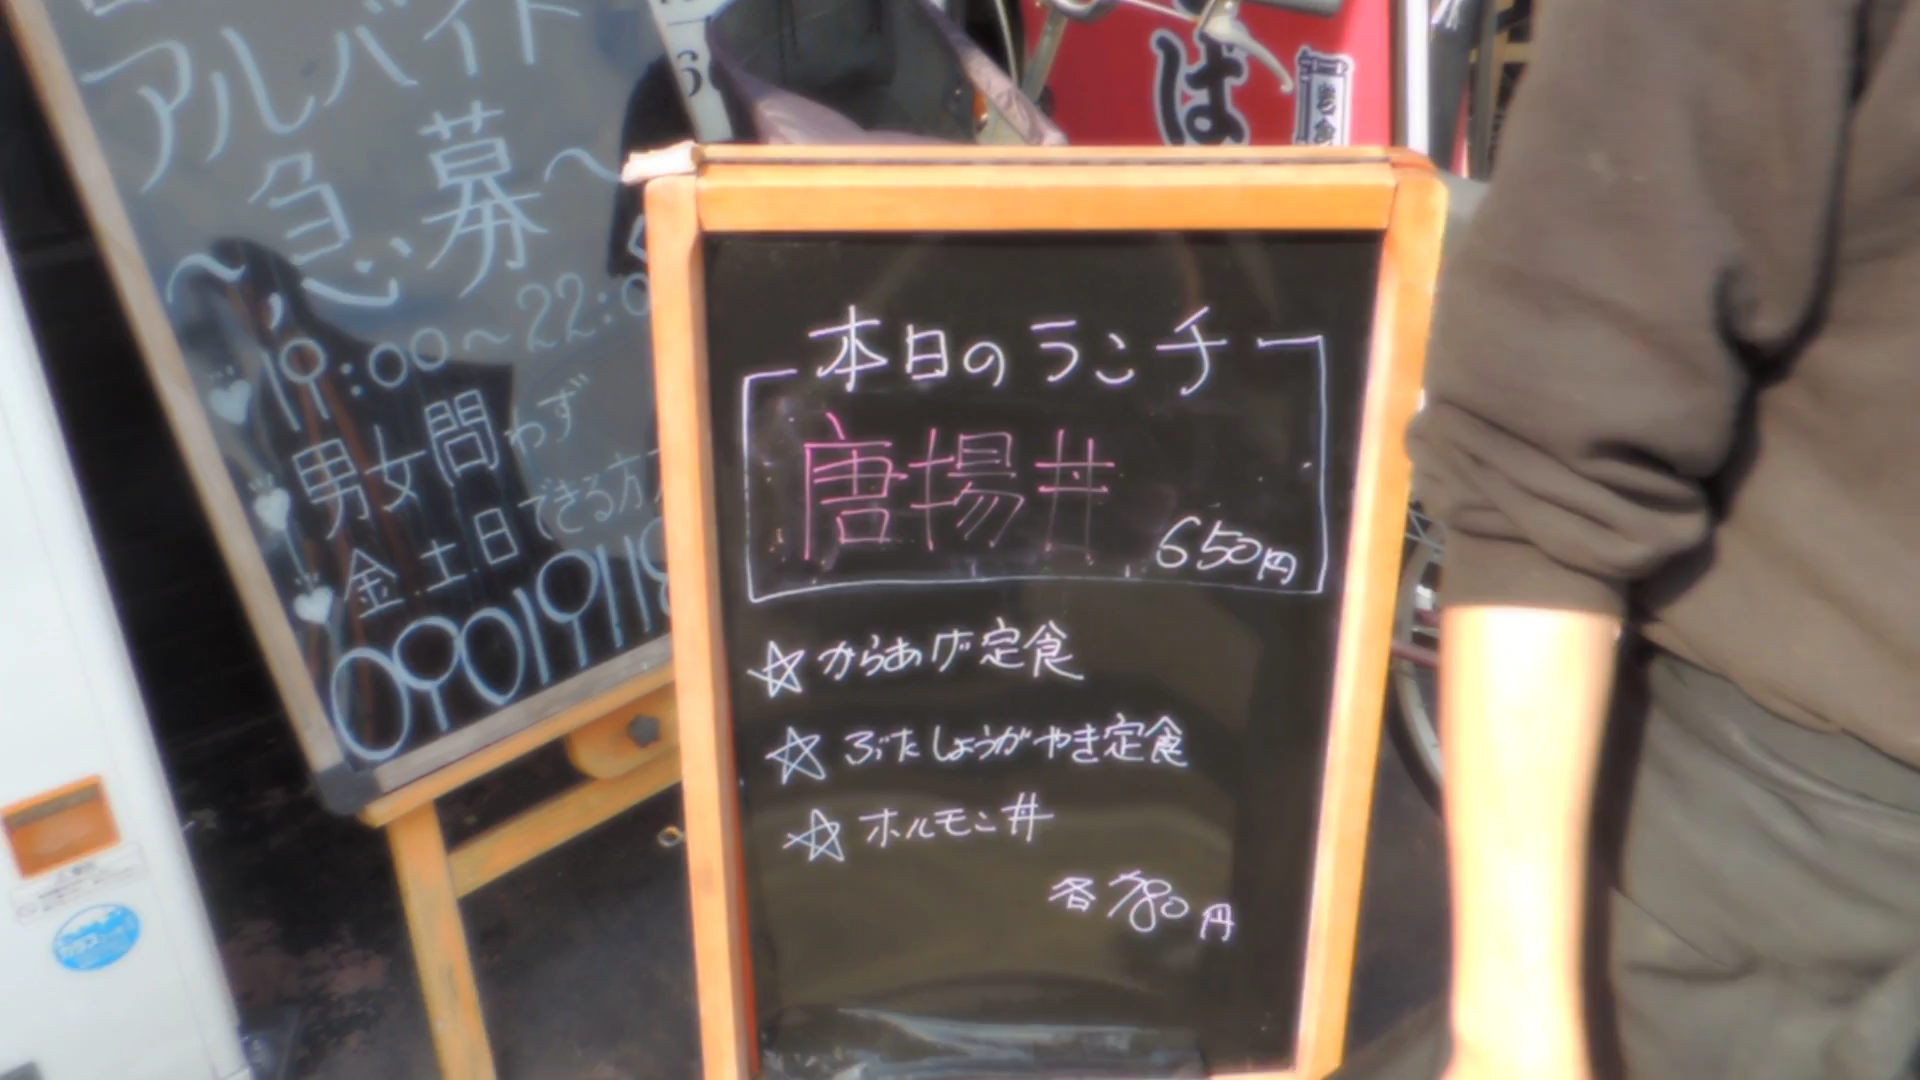 アルバイト
～急募～
19:00～22:0
男女問わず
金.土.日できる方
09019118
6
ば
本日のランチ
唐揚丼
650円
☆からあげ定食
☆ぶたしょうがやき定食
☆ホルモン丼
各780円